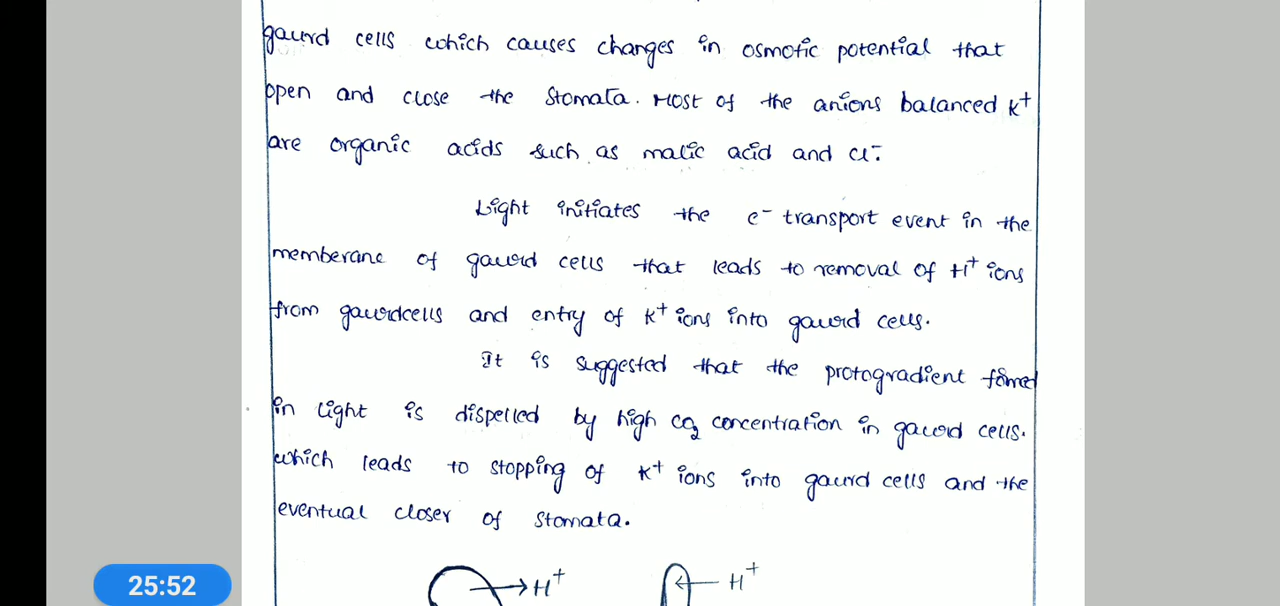 gaurd cells which causes changes in osmotic potential that
open and close the stomata. Most of the anions balanced K+
are organic acids such as malic acid and Cl-.
Light initiates the e- transport event in the
memberane of gaurd cells that leads to removal of H+ ions
from gaurdcells and entry of K+ ions into gaurd cells.
It is suggested that the protogradient fomed
in light is dispelled by high CO2 concentration in gaurd cells.
which leads to stopping of K+ ions into gaurd cells and the
eventual closer of stomata.
H+
H+
25:52